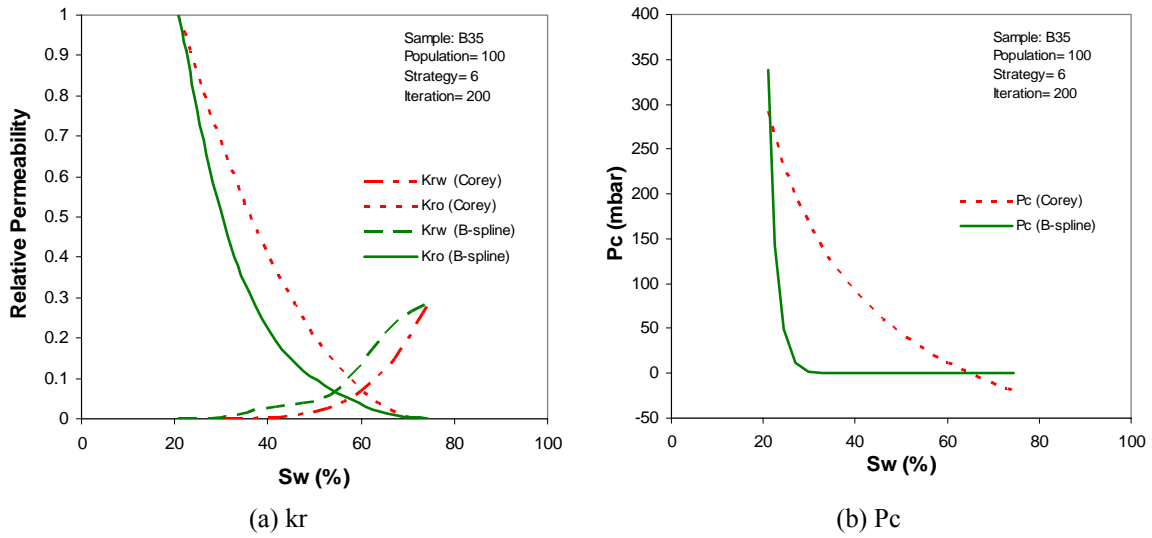 1
0.9
0.8
0.7
0.6
0.5
0.4
0.3
0.2
0.1
0
Relative Permeability
Sample: B35
Population= 100
Strategy= 6
Iteration= 200
Krw (Corey)
Kro (Corey)
Krw (B-spline)
Kro (B-spline)
0 20 40 60 80 100
Sw (%)
(a) kr
400
350
300
250
200
150
100
50
0
-50
Pc (mbar)
Sample: B35
Population= 100
Strategy= 6
Iteration= 200
Pc (Corey)
Pc (B-spline)
0 20 40 60 80 100
Sw (%)
(b) Pc